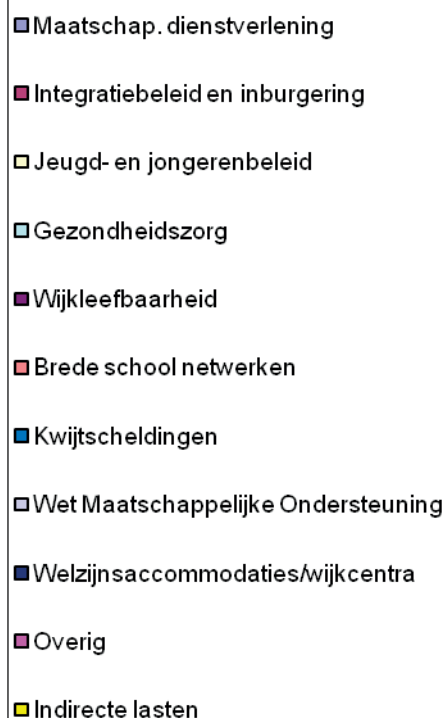 Maatschap. dienstverlening
Integratiebeleid en inburgering
Jeugd- en jongerenbeleid
Gezondheidszorg
Wijkleefbaarheid
Brede school netwerken
Kwijtscheldingen
Wet Maatschappelijke Ondersteuning
Welzijnsaccommodaties/wijkcentra
Overig
Indirecte lasten